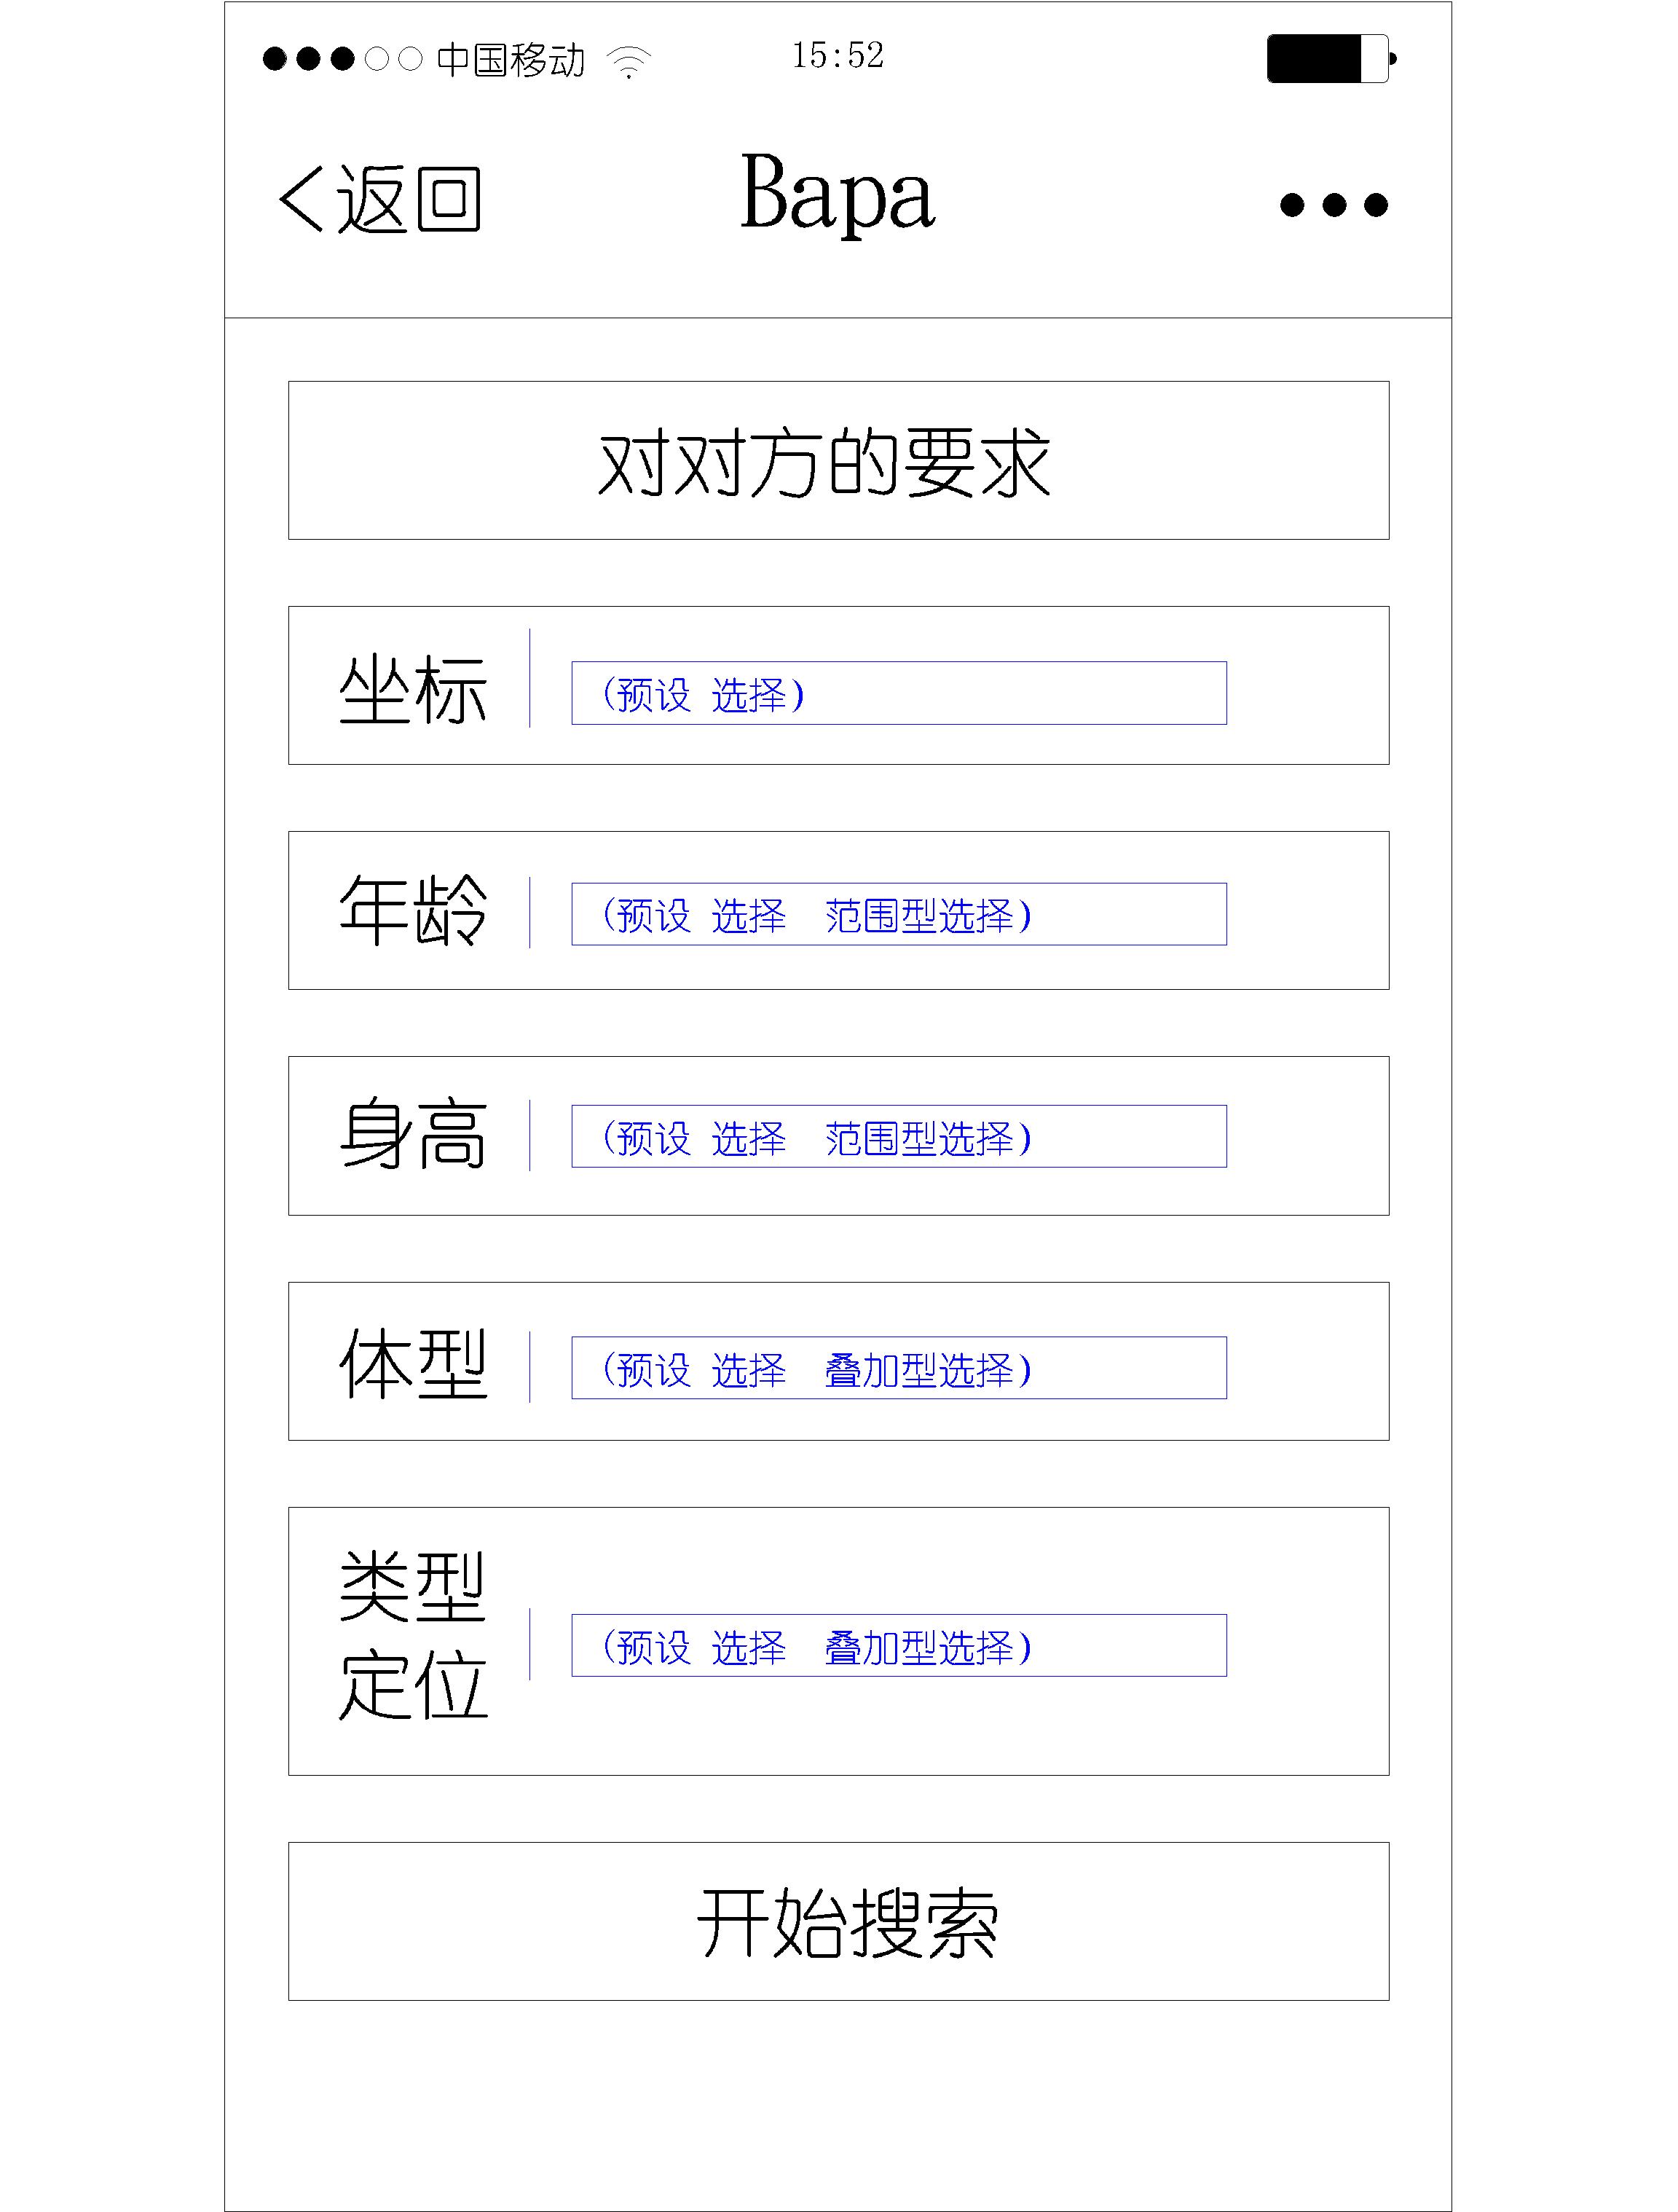 中国移动 15:52
返回 Bapa
对对方的要求
坐标 (预设 选择)
年龄 (预设 选择 范围型选择)
身高 (预设 选择 范围型选择)
体型 (预设 选择 叠加型选择)
类型
定位 (预设 选择 叠加型选择)
开始搜索